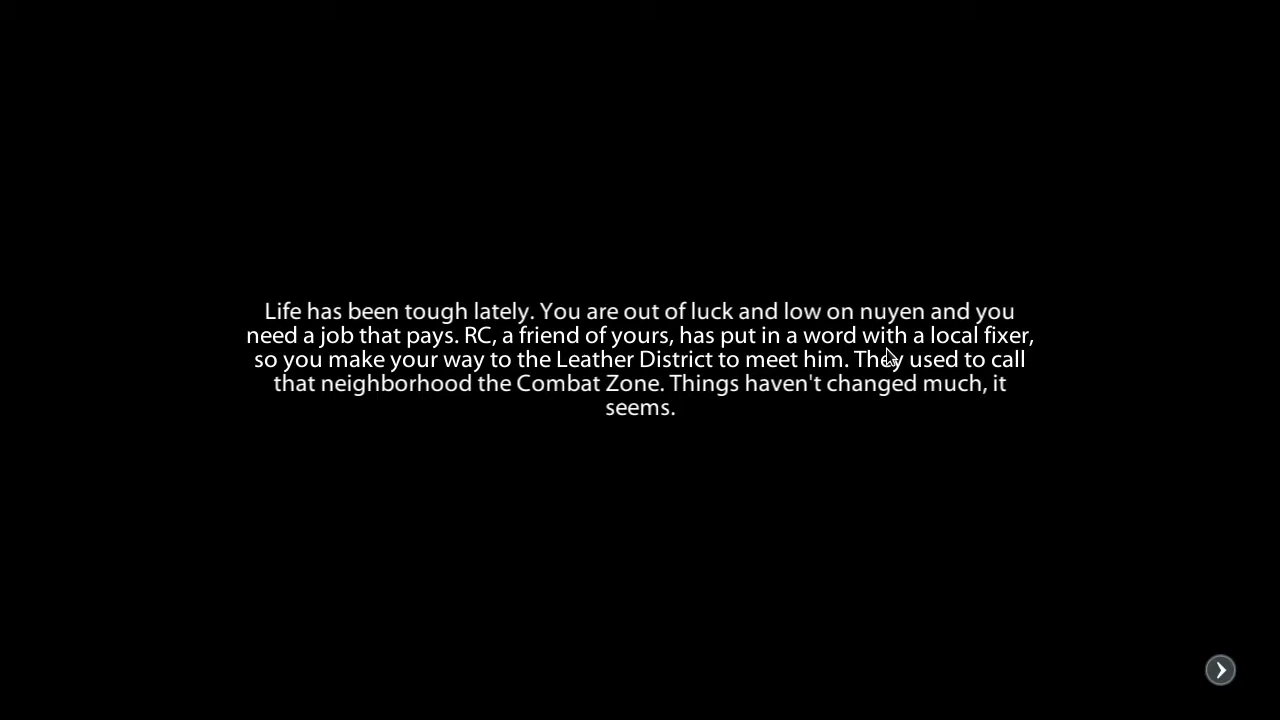 Life has been tough lately. You are out of luck and low on nuyen and you
need a job that pays. RC, a friend of yours, has put in a word with a local fixer,
so you make your way to the Leather District to meet him. They used to call
that neighborhood the Combat Zone. Things haven't changed much, it
seems.